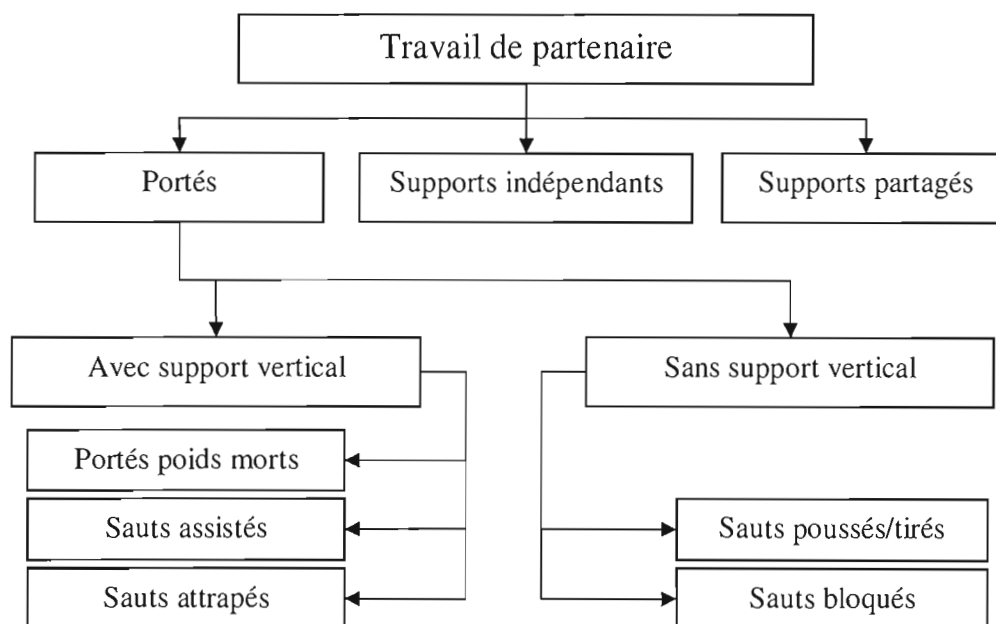 Travail de partenaire
Portés
Supports indépendants
Supports partagés
Avec support vertical
Sans support vertical
Portés poids morts
Sauts assistés
Sauts poussés/tirés
Sauts attrapés
Sauts bloqués